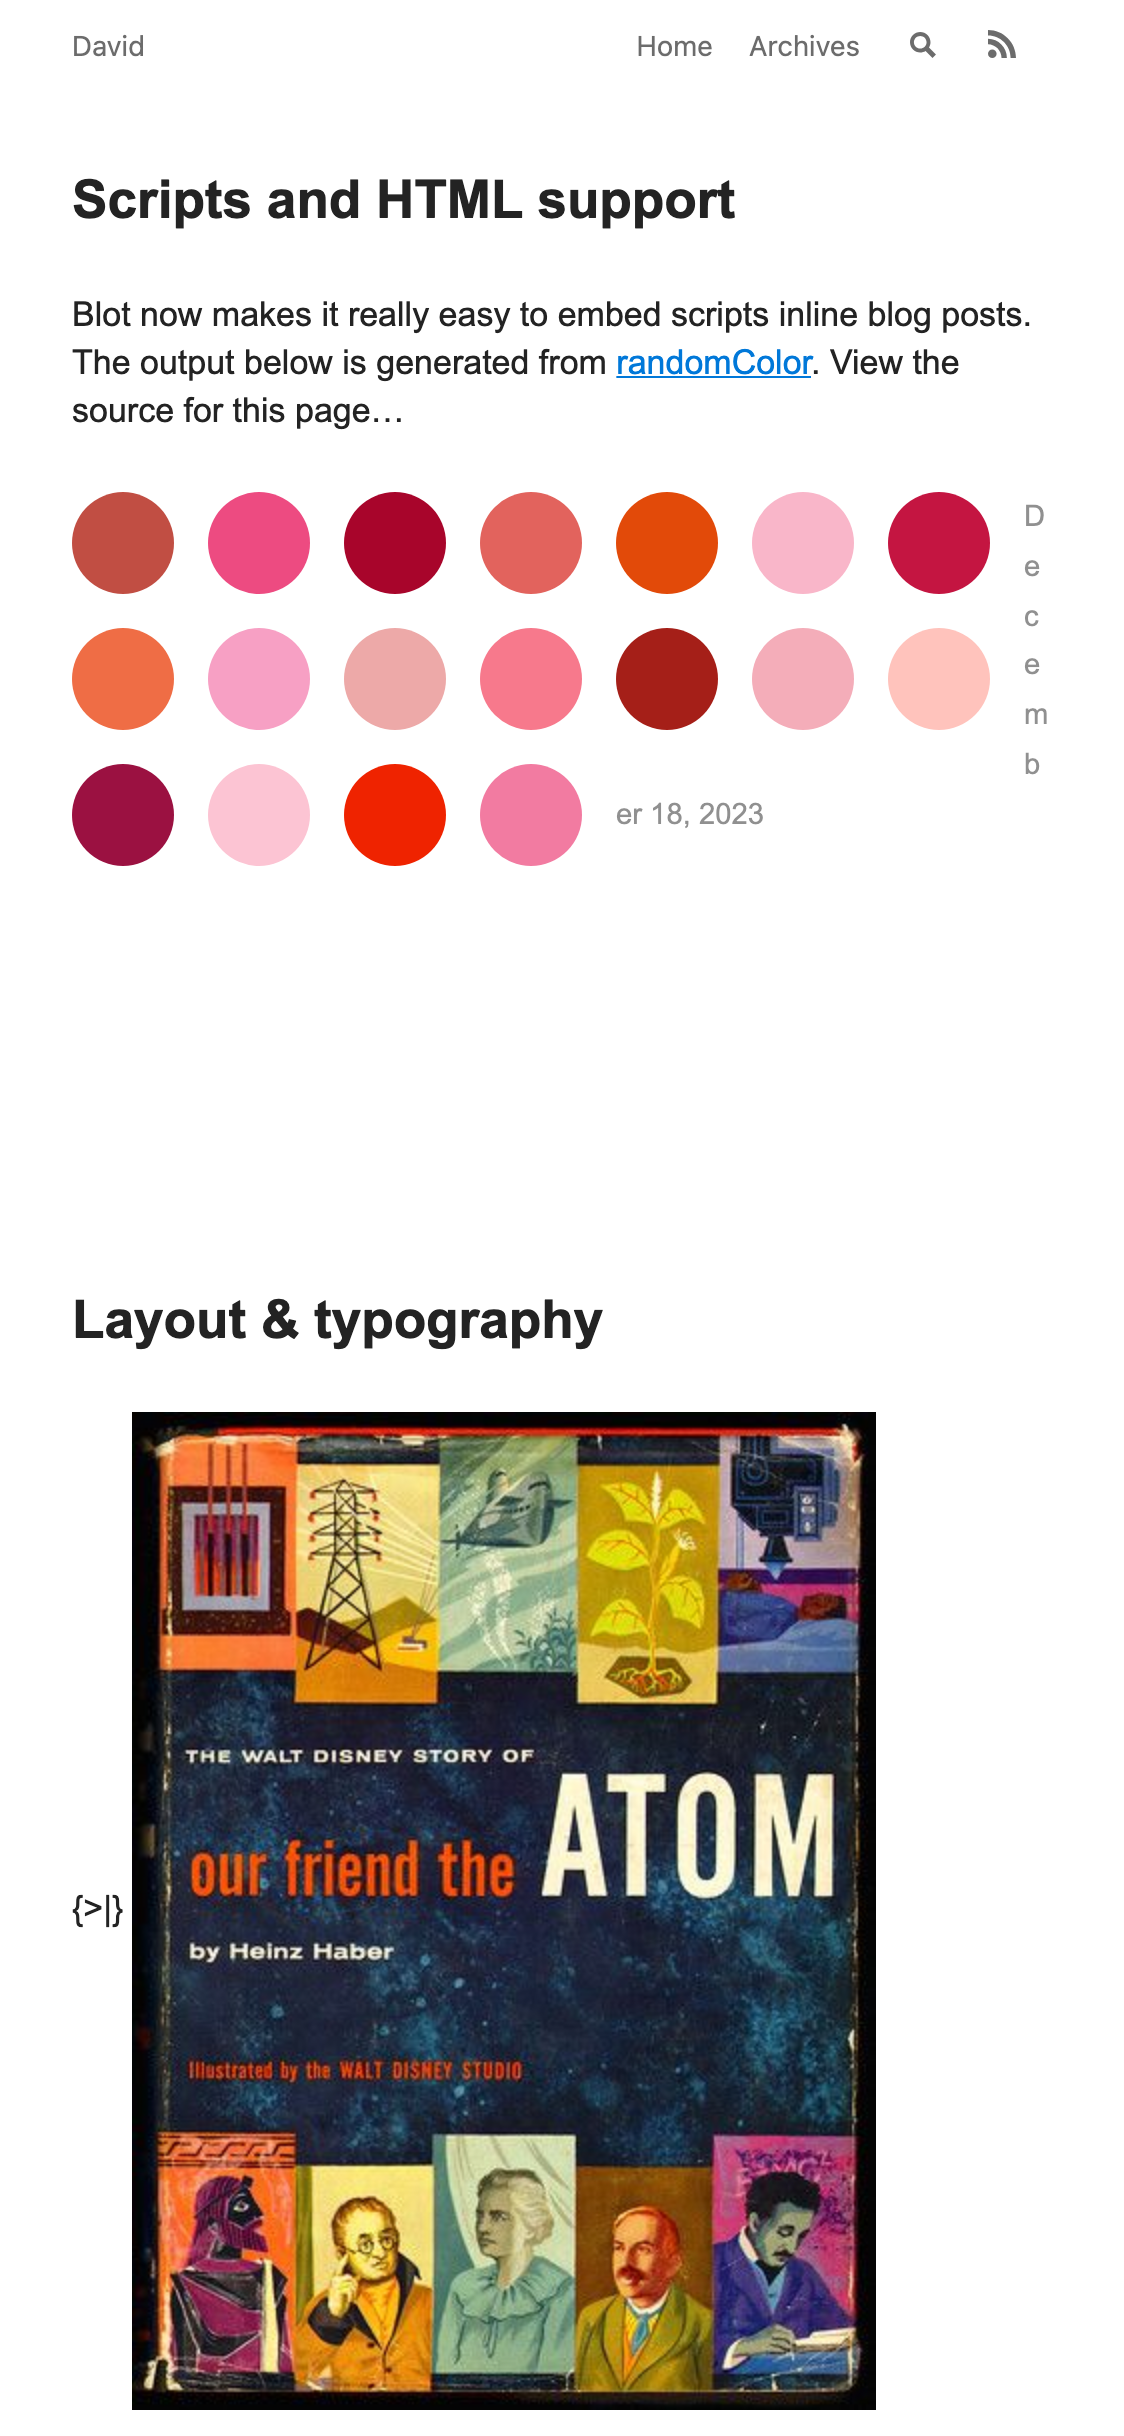 David
Home Archives
Scripts and HTML support
Blot now makes it really easy to embed scripts inline blog posts.
The output below is generated from randomColor. View the
source for this page…
D
e
c
e
m
b
er 18, 2023
Layout & typography
THE WALT DISNEY STORY OF
our friend the ATOM
{>|}
by Heinz Haber
Illustrated by the WALT DISNEY STUDIO